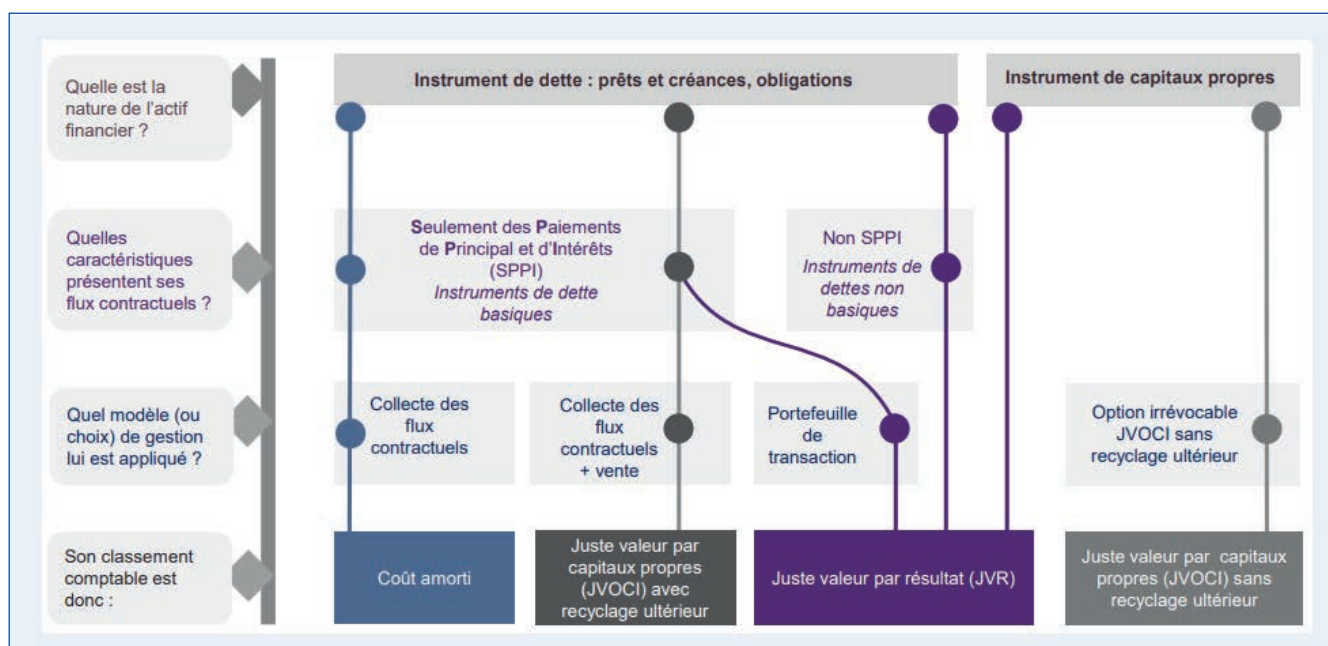 Quelle est la
nature de l'actif
financier ?
Instrument de dette : prêts et créances, obligations
Instrument de capitaux propres
Quelles
caractéristiques
présentent ses
flux contractuels ?
Seulement des Paiements
de Principal et d'Intérêts
(SPPI)
Instruments de dette
basiques
Non SPPI
Instruments de
dettes non
basiques
Quel modèle (ou
choix) de gestion
lui est appliqué ?
Collecte des
flux
contractuels
Collecte des
flux
contractuels
+ vente
Portefeuille
de
transaction
Option irrévocable
JVOCI sans
recyclage ultérieur
Son classement
comptable est
donc :
Coût amorti
Juste valeur par
capitaux propres
(JVOCI) avec
recyclage ultérieur
Juste valeur par résultat (JVR)
Juste valeur par capitaux
propres (JVOCI) sans
recyclage ultérieur